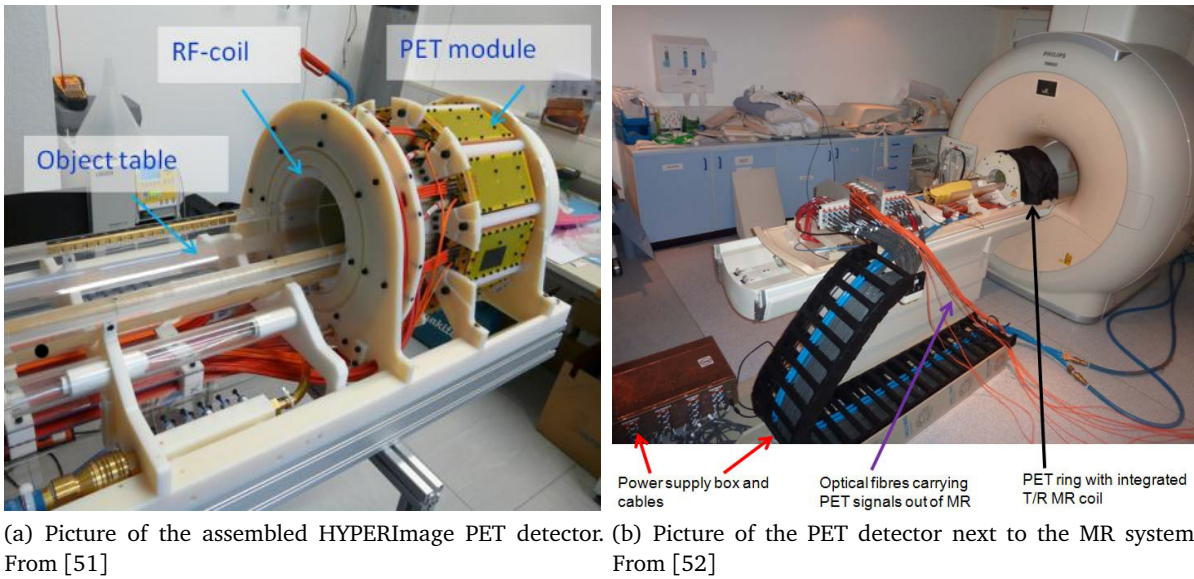 RF-coil
PET module
Object table
PHILIPS
Power supply box and
cables
Optical fibres carrying
PET signals out of MR
PET ring with integrated
T/R MR coil
(a) Picture of the assembled HYPERImage PET detector.
From [51]
(b) Picture of the PET detector next to the MR system
From [52]